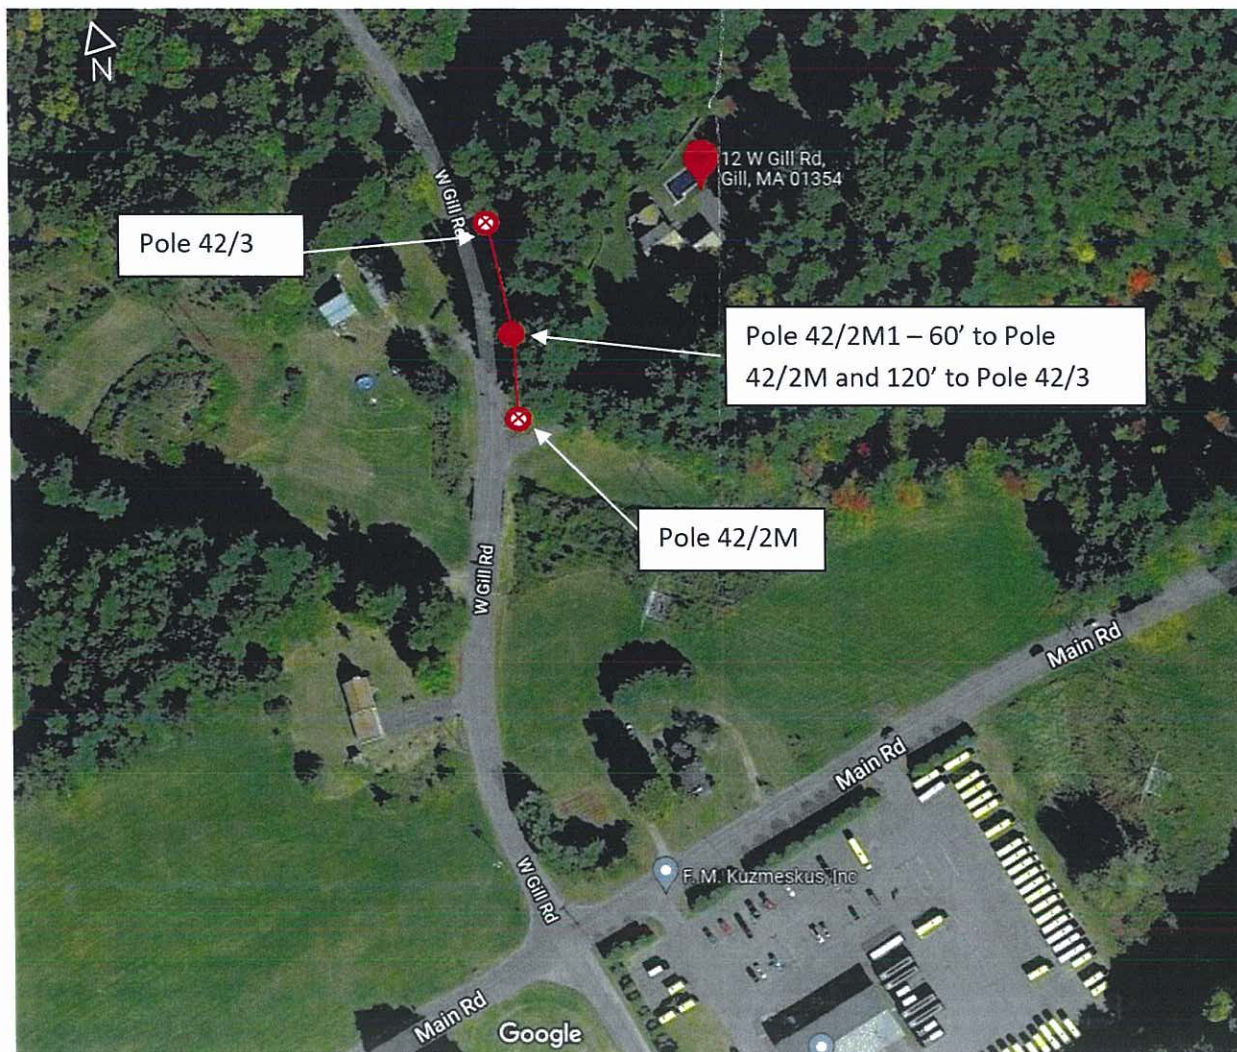 N
12 W Gill Rd,
Gill, MA 01354
W Gill Rd
Pole 42/3
Pole 42/2M1 – 60’ to Pole
42/2M and 120’ to Pole 42/3
Pole 42/2M
W Gill Rd
Main Rd
Main Rd
F.M. Kuzmeskus, Inc
W Gill Rd
Main Rd
Google